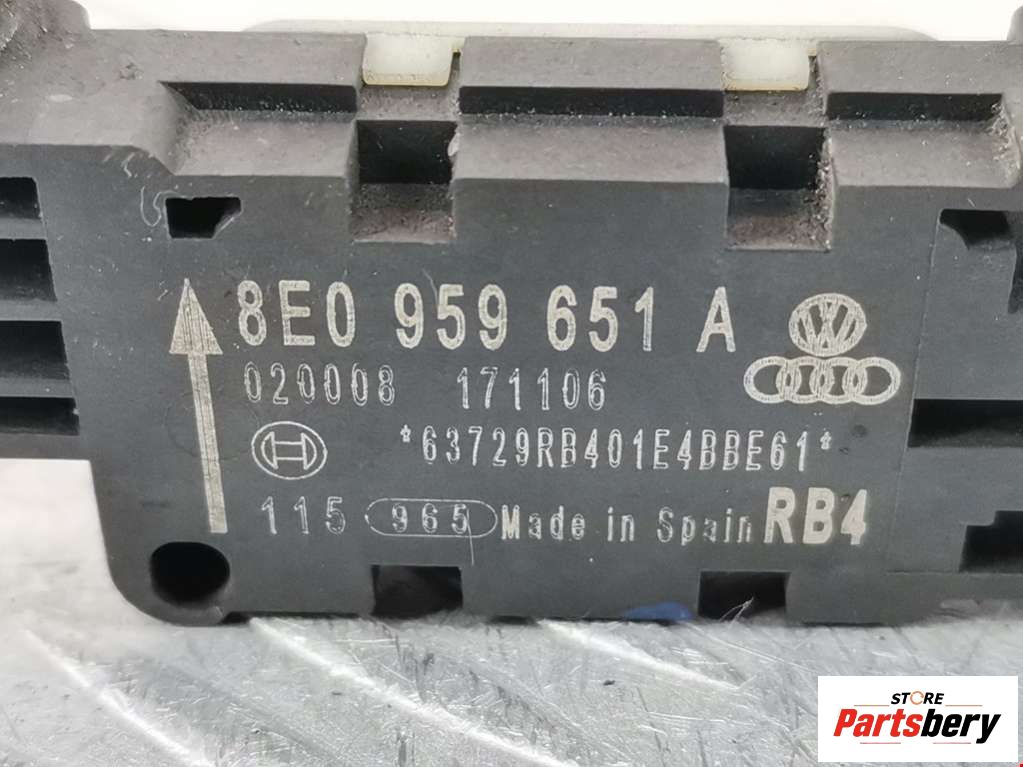 8E0 959 651 A
020008 171106
*63729RB401E4BBE61*
115 965 Made in Spain RB4
STORE
Partsbery